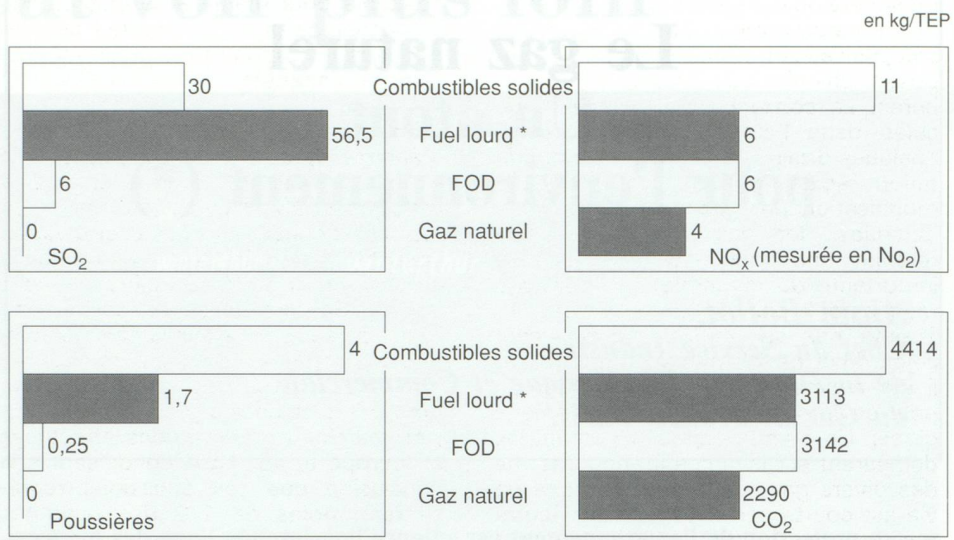 en kg/TEP
30 Combustibles solides 11
56,5 Fuel lourd * 6
6 FOD 6
0 Gaz naturel 4
SO₂ NOₓ (mesurée en No₂)
4 Combustibles solides 4414
1,7 Fuel lourd * 3113
0,25 FOD 3142
0 Gaz naturel 2290
Poussières CO₂